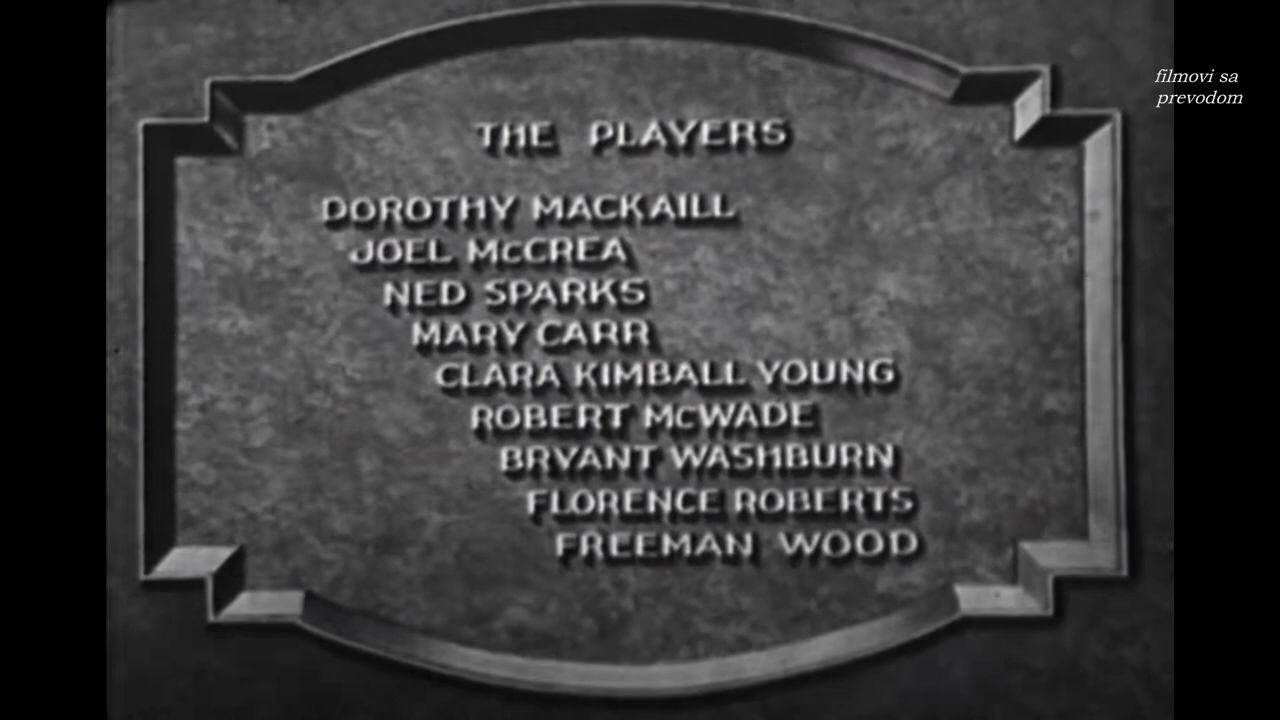 THE PLAYERS
DOROTHY MACKAILL
JOEL McCREA
NED SPARKS
MARY CARR
CLARA KIMBALL YOUNG
ROBERT McWADE
BRYANT WASHBURN
FLORENCE ROBERTS
FREEMAN WOOD
filmovi sa
prevodom